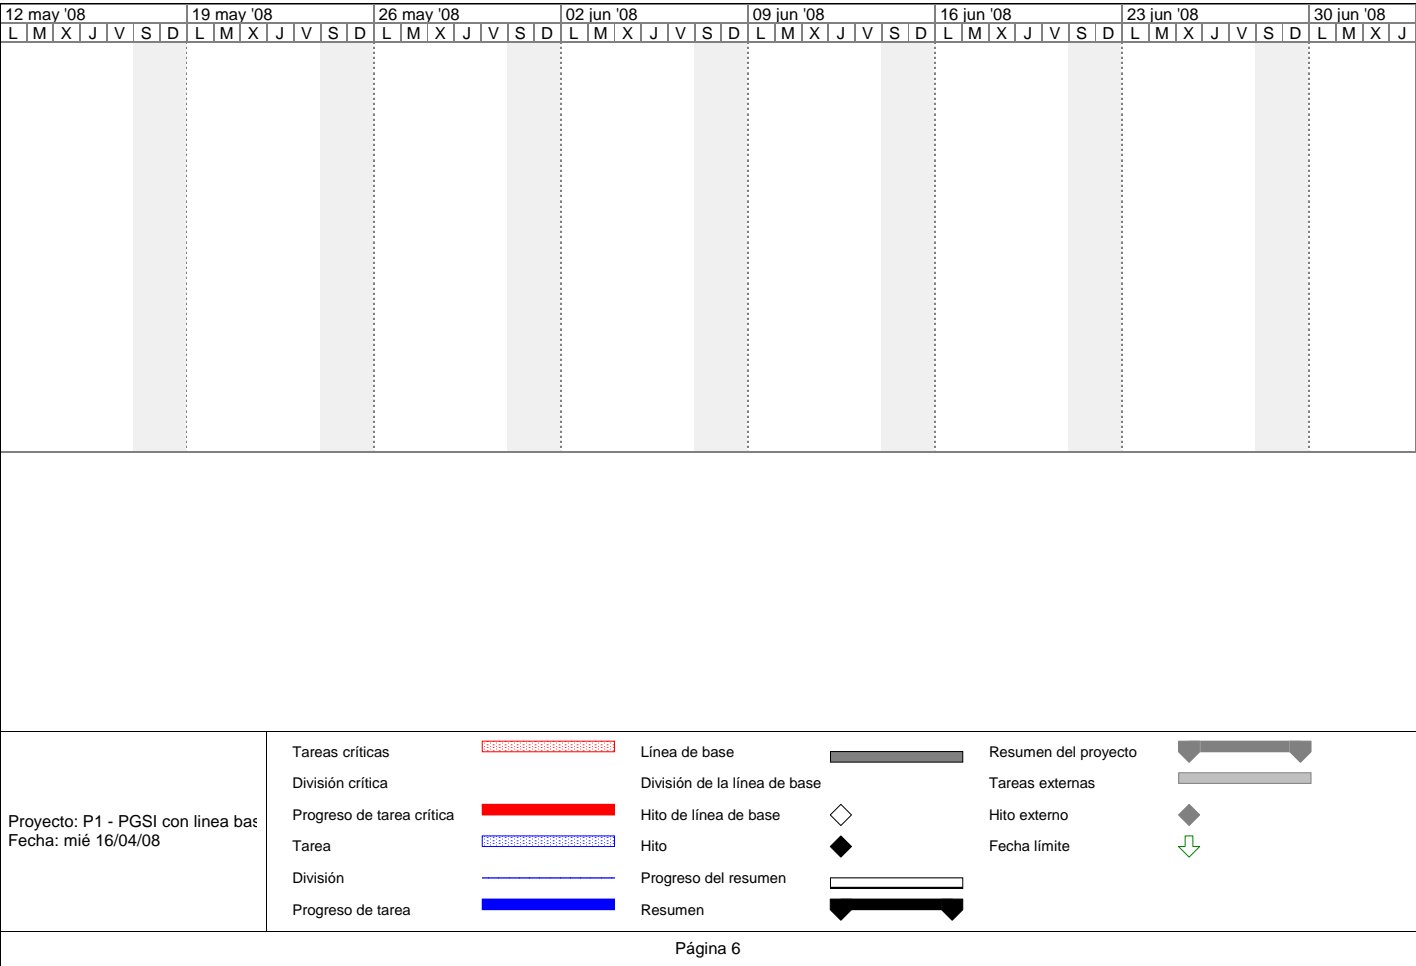 12 may '08 19 may '08 26 may '08 02 jun '08 09 jun '08 16 jun '08 23 jun '08 30 jun '08
L M X J V S D L M X J V S D L M X J V S D L M X J V S D L M X J V S D L M X J V S D L M X J V S D L M X J
Tareas críticas Línea de base Resumen del proyecto
División crítica División de la línea de base Tareas externas
Progreso de tarea crítica Hito de línea de base Hito externo
Proyecto: P1 - PGSI con linea bas
Fecha: mié 16/04/08
Tarea Hito Fecha límite
División Progreso del resumen
Progreso de tarea Resumen
Página 6